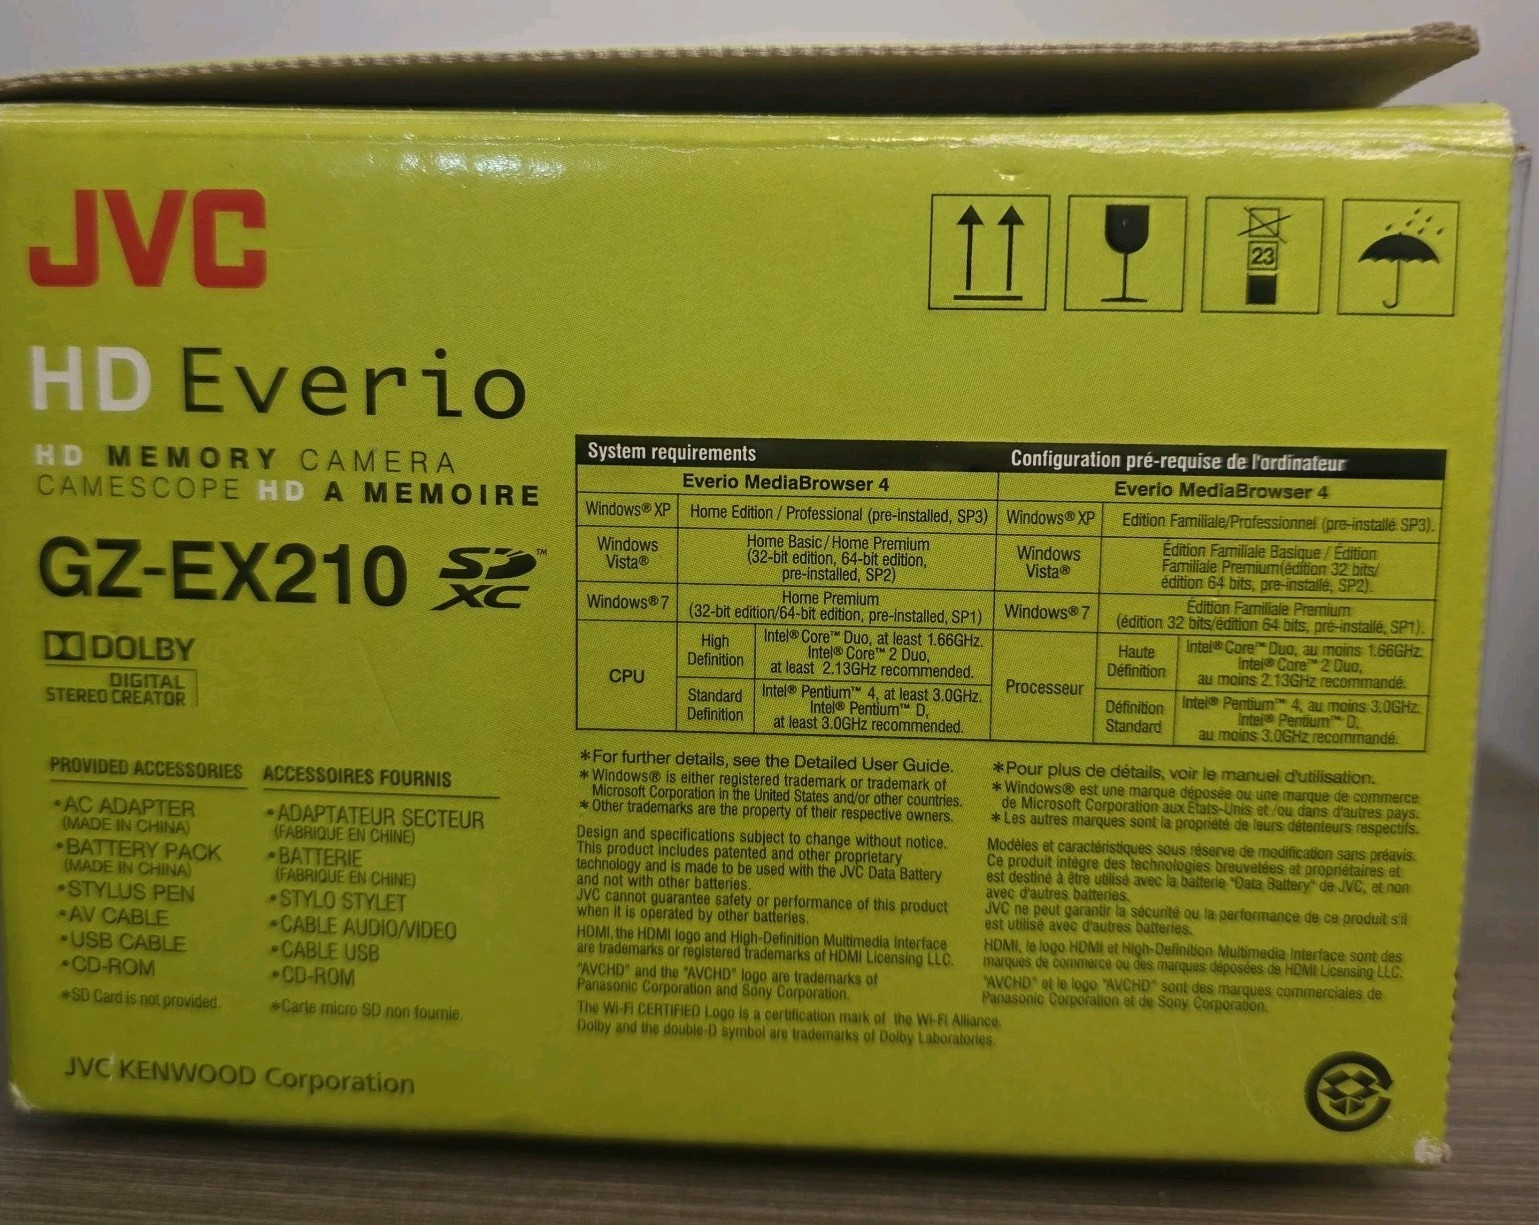 JVC
HD Everio
HD MEMORY CAMERA
CAMESCOPE HD A MEMOIRE
GZ-EX210 SD XC™
DOLBY
DIGITAL
STEREO CREATOR
PROVIDED ACCESSORIES
•AC ADAPTER
(MADE IN CHINA)
•BATTERY PACK
(MADE IN CHINA)
•STYLUS PEN
•AV CABLE
•USB CABLE
•CD-ROM
*SD Card is not provided.
ACCESSOIRES FOURNIS
•ADAPTATEUR SECTEUR
(FABRIQUE EN CHINE)
•BATTERIE
(FABRIQUE EN CHINE)
•STYLO STYLET
•CABLE AUDIO/VIDEO
•CABLE USB
•CD-ROM
*Carte micro SD non fournie.
JVC KENWOOD Corporation
23
System requirements
Everio MediaBrowser 4
Windows® XP
Home Edition / Professional (pre-installed, SP3)
Windows
Vista®
Home Basic / Home Premium
(32-bit edition, 64-bit edition,
pre-installed, SP2)
Windows® 7
Home Premium
(32-bit edition/64-bit edition, pre-installed, SP1)
CPU
High
Definition
Intel® Core™ Duo, at least 1.66GHz.
Intel® Core™ 2 Duo,
at least 2.13GHz recommended.
Standard
Definition
Intel® Pentium™ 4, at least 3.0GHz.
Intel® Pentium™ D,
at least 3.0GHz recommended.
Configuration pré-requise de l'ordinateur
Everio MediaBrowser 4
Windows® XP
Edition Familiale/Professionnel (pre-installé SP3).
Windows
Vista®
Édition Familiale Basique / Édition
Familiale Premium(édition 32 bits/
édition 64 bits, pre-installé, SP2).
Windows® 7
Édition Familiale Premium
(édition 32 bits/édition 64 bits, pré-installé, SP1).
Processeur
Haute
Définition
Intel® Core™ Duo, au moins 1.66GHz.
Intel® Core™ 2 Duo,
au moins 2.13GHz recommandé.
Définition
Standard
Intel® Pentium™ 4, au moins 3.0GHz.
Intel® Pentium™ D,
au moins 3.0GHz recommandé.
*For further details, see the Detailed User Guide.
* Windows® is either registered trademark or trademark of
Microsoft Corporation in the United States and/or other countries.
* Other trademarks are the property of their respective owners.
Design and specifications subject to change without notice.
This product includes patented and other proprietary
technology and is made to be used with the JVC Data Battery
and not with other batteries.
JVC cannot guarantee safety or performance of this product
when it is operated by other batteries.
HDMI, the HDMI logo and High-Definition Multimedia Interface
are trademarks or registered trademarks of HDMI Licensing LLC.
"AVCHD" and the "AVCHD" logo are trademarks of
Panasonic Corporation and Sony Corporation.
The Wi-Fi CERTIFIED Logo is a certification mark of the Wi-Fi Alliance.
Dolby and the double-D symbol are trademarks of Dolby Laboratories.
*Pour plus de détails, voir le manuel d'utilisation.
* Windows® est une marque déposée ou une marque de commerce
de Microsoft Corporation aux États-Unis et /ou dans d'autres pays.
* Les autres marques sont la propriété de leurs détenteurs respectifs.
Modèles et caractéristiques sous réserve de modification sans préavis.
Ce produit intègre des technologies breuvetées et propriétaires et
est destiné à être utilisé avec la batterie "Data Battery" de JVC, et non
avec d'autres batteries.
JVC ne peut garantir la sécurité ou la performance de ce produit s'il
est utilisé avec d'autres batteries.
HDMI, le logo HDMI et High-Definition Multimedia Interface sont des
marques de commerce ou des marques déposées de HDMI Licensing LLC.
"AVCHD" et le logo "AVCHD" sont des marques commerciales de
Panasonic Corporation et de Sony Corporation.